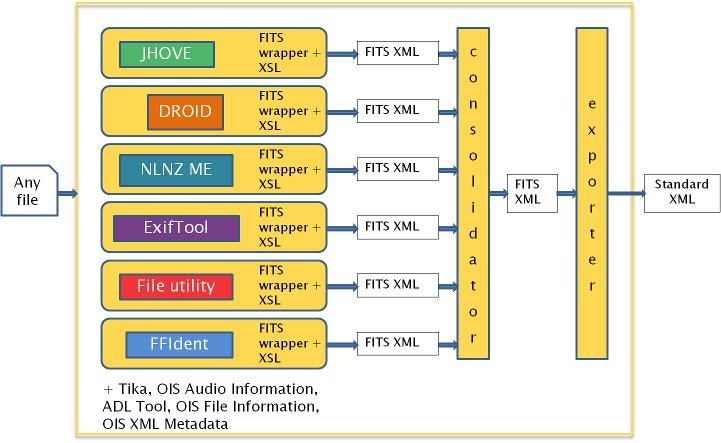 Any
file
JHOVE
FITS
wrapper +
XSL
FITS XML
DROID
FITS
wrapper +
XSL
FITS XML
NLNZ ME
FITS
wrapper +
XSL
FITS XML
ExifTool
FITS
wrapper +
XSL
FITS XML
File utility
FITS
wrapper +
XSL
FITS XML
FFIdent
FITS
wrapper +
XSL
FITS XML
consolidator
FITS
XML
exporter
Standard
XML
+ Tika, OIS Audio Information,
ADL Tool, OIS File Information,
OIS XML Metadata